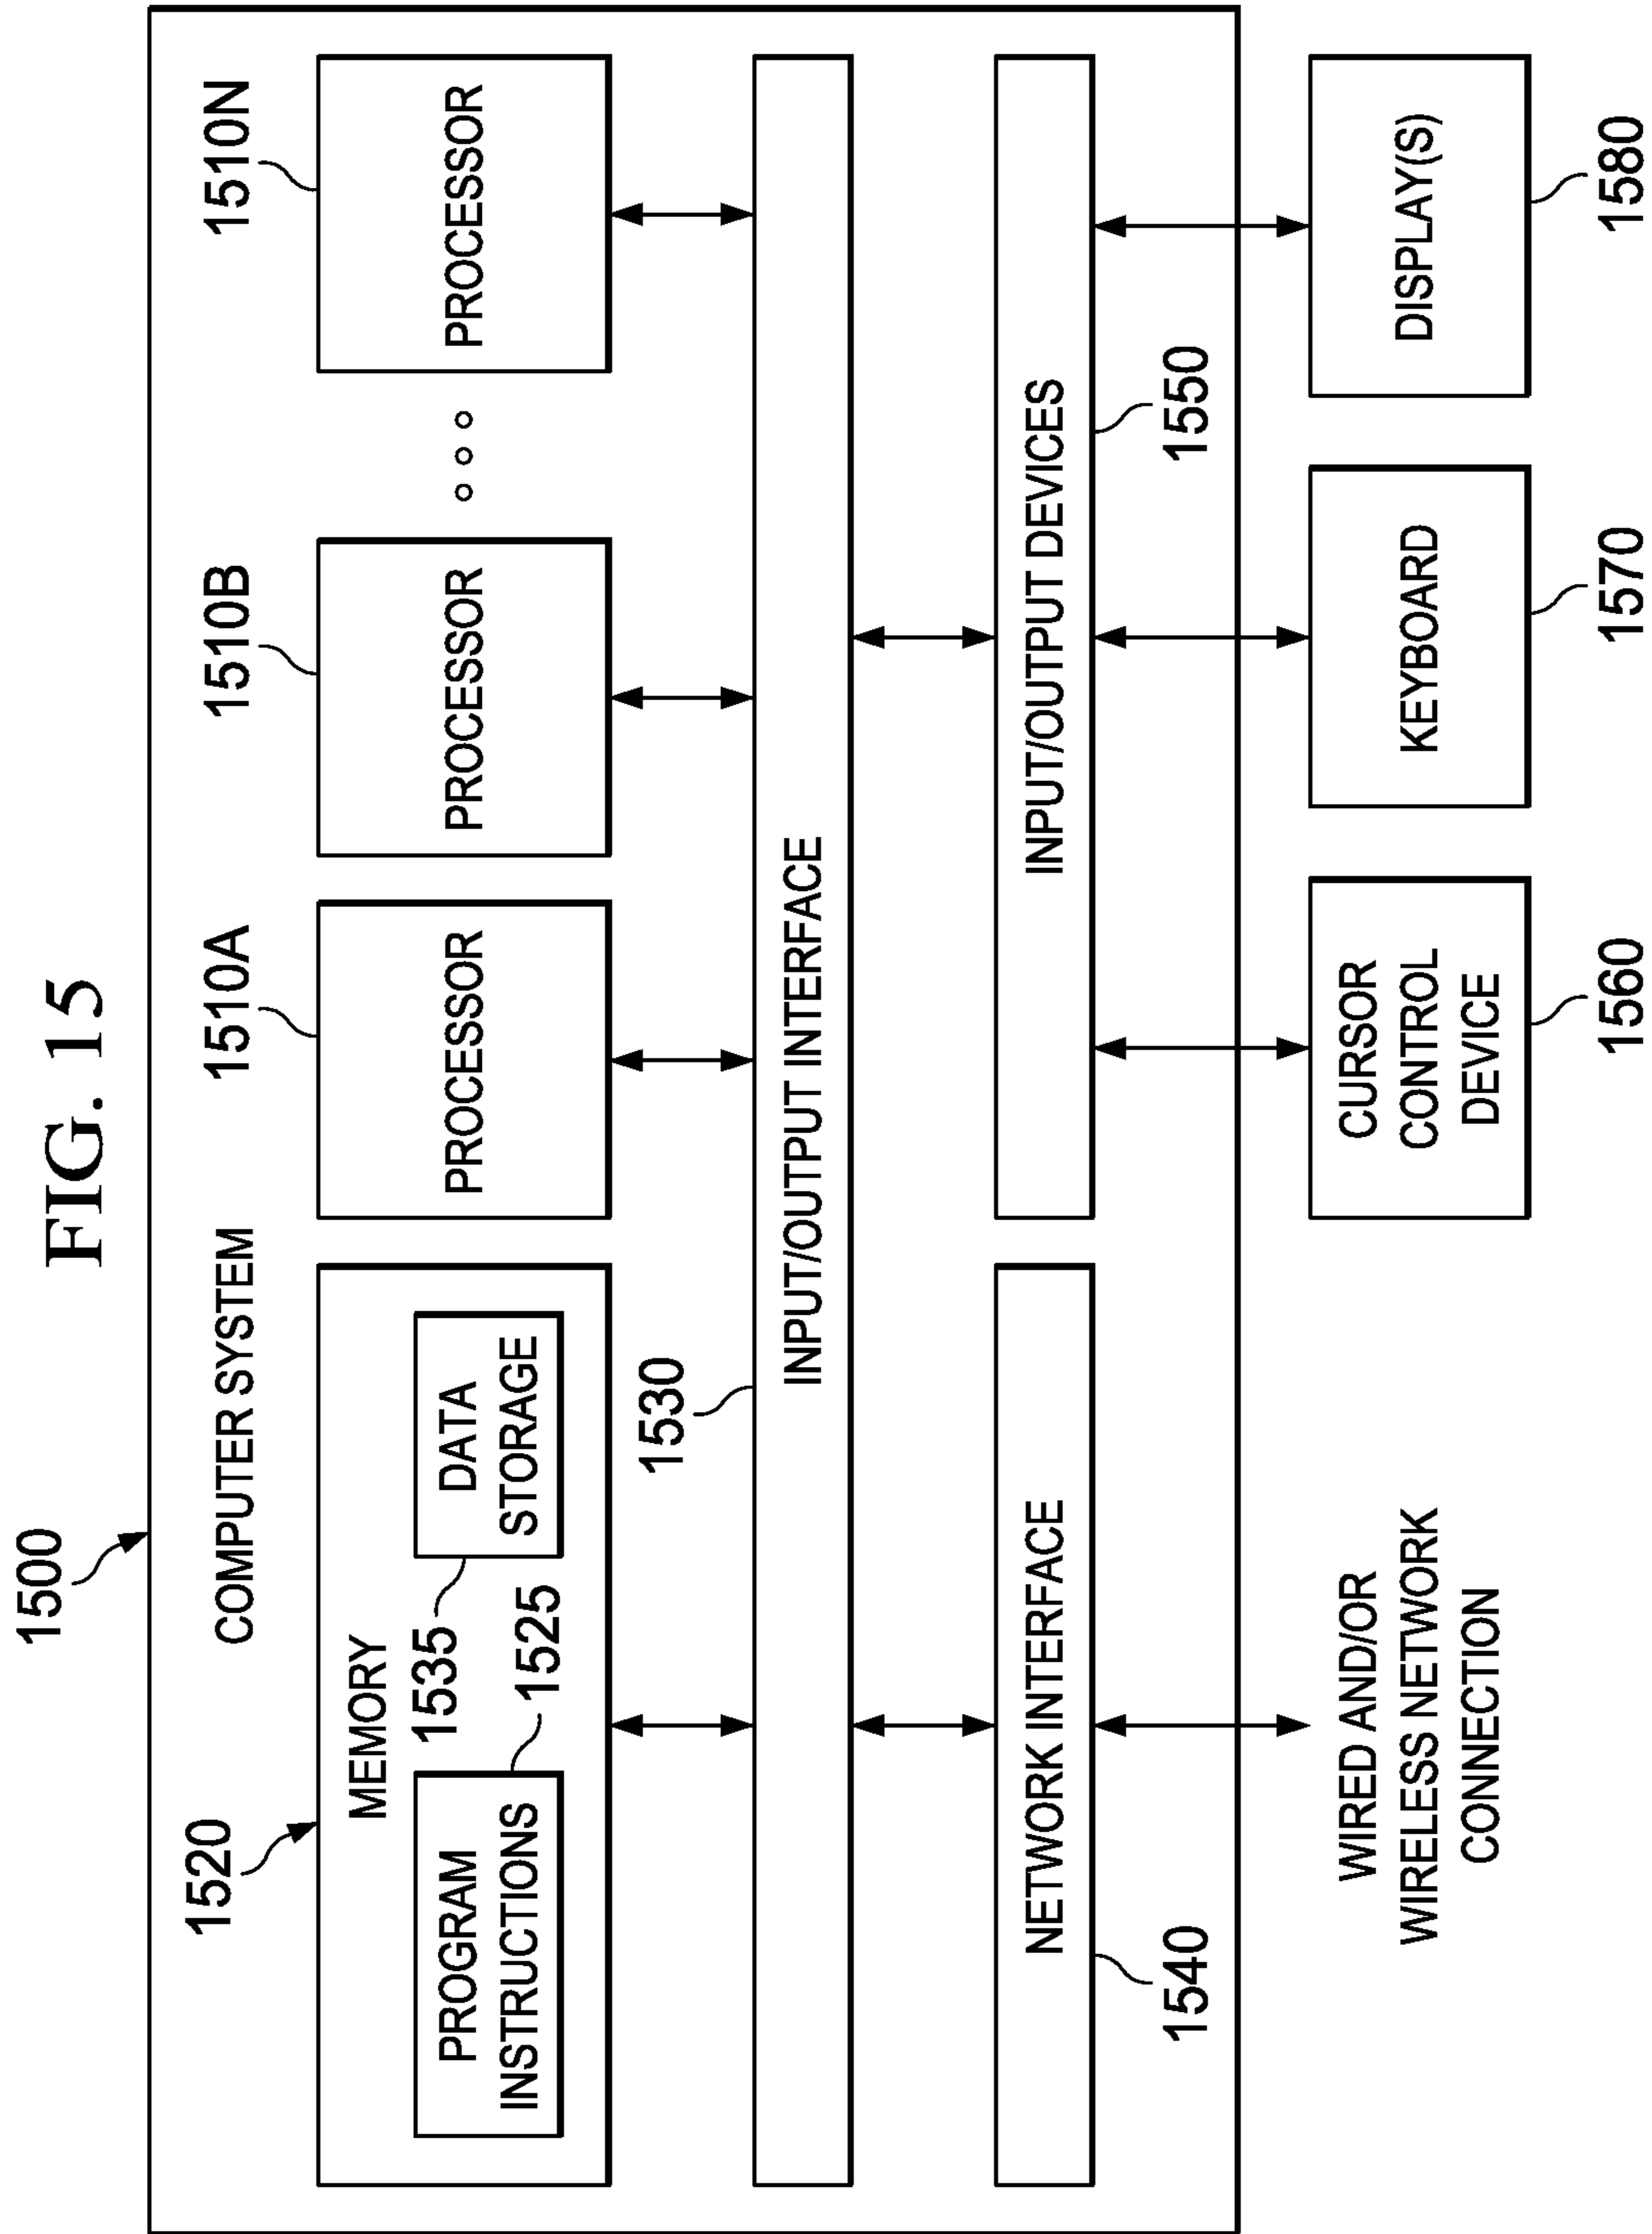 FIG. 15
1500
COMPUTER SYSTEM
1520
1510A
1510B
1510N
MEMORY
PROGRAM
INSTRUCTIONS
1535
1525
DATA
STORAGE
PROCESSOR
PROCESSOR
PROCESSOR
1530
INPUT/OUTPUT INTERFACE
NETWORK INTERFACE
INPUT/OUTPUT DEVICES
1540
1550
WIRED AND/OR
WIRELESS NETWORK
CONNECTION
CURSOR
CONTROL
DEVICE
KEYBOARD
DISPLAY(S)
1560
1570
1580